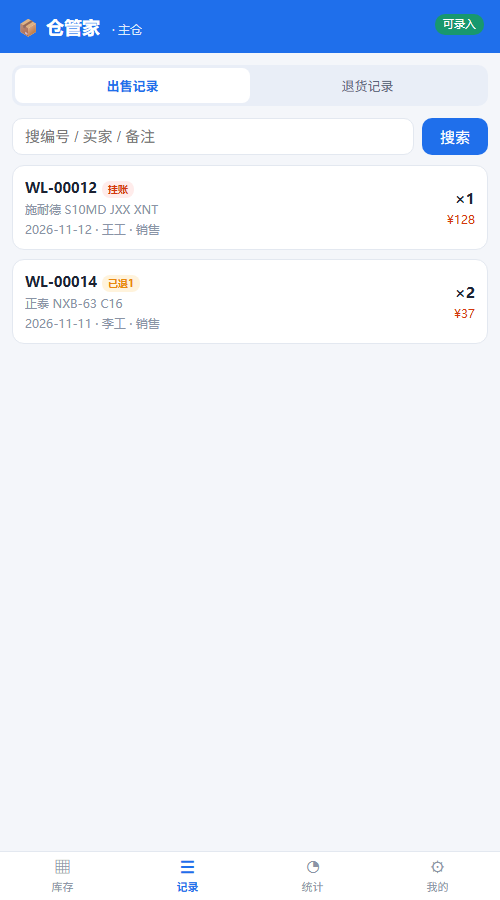 仓管家 · 主仓
可录入
出售记录
退货记录
搜编号 / 买家 / 备注
搜索
WL-00012 挂账
施耐德 S10MD JXX XNT
2026-11-12 · 王工 · 销售
×1
¥128
WL-00014 已退1
正泰 NXB-63 C16
2026-11-11 · 李工 · 销售
×2
¥37
库存
记录
统计
我的